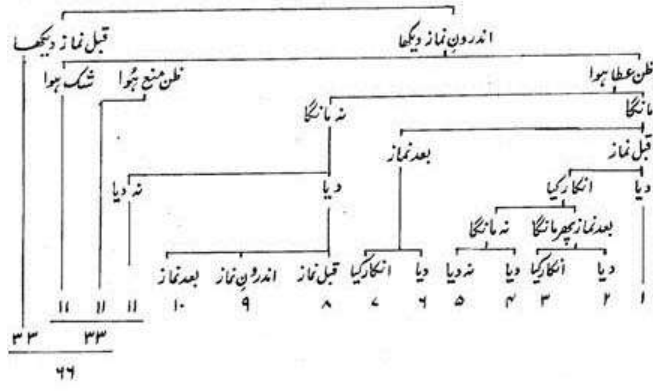 اندرونِ نماز دیکھا قبل نماز دیکھا
ظن عطا ہوا ظن منع ہُوا شک ہوا
مانگا نہ مانگا
قبل نماز بعد نماز
دیا انکار کیا دیا نہ دیا
بعد نماز پھر مانگا نہ مانگا
دیا انکار کیا دیا نہ دیا دیا انکار کیا قبل نماز اندرونِ نماز بعد نماز
۱ ۲ ۳ ۴ ۵ ۶ ۷ ۸ ۹ ۱۰ ۱۱ ۱۱ ۱۱
۳۳ ۳۳
۶۶